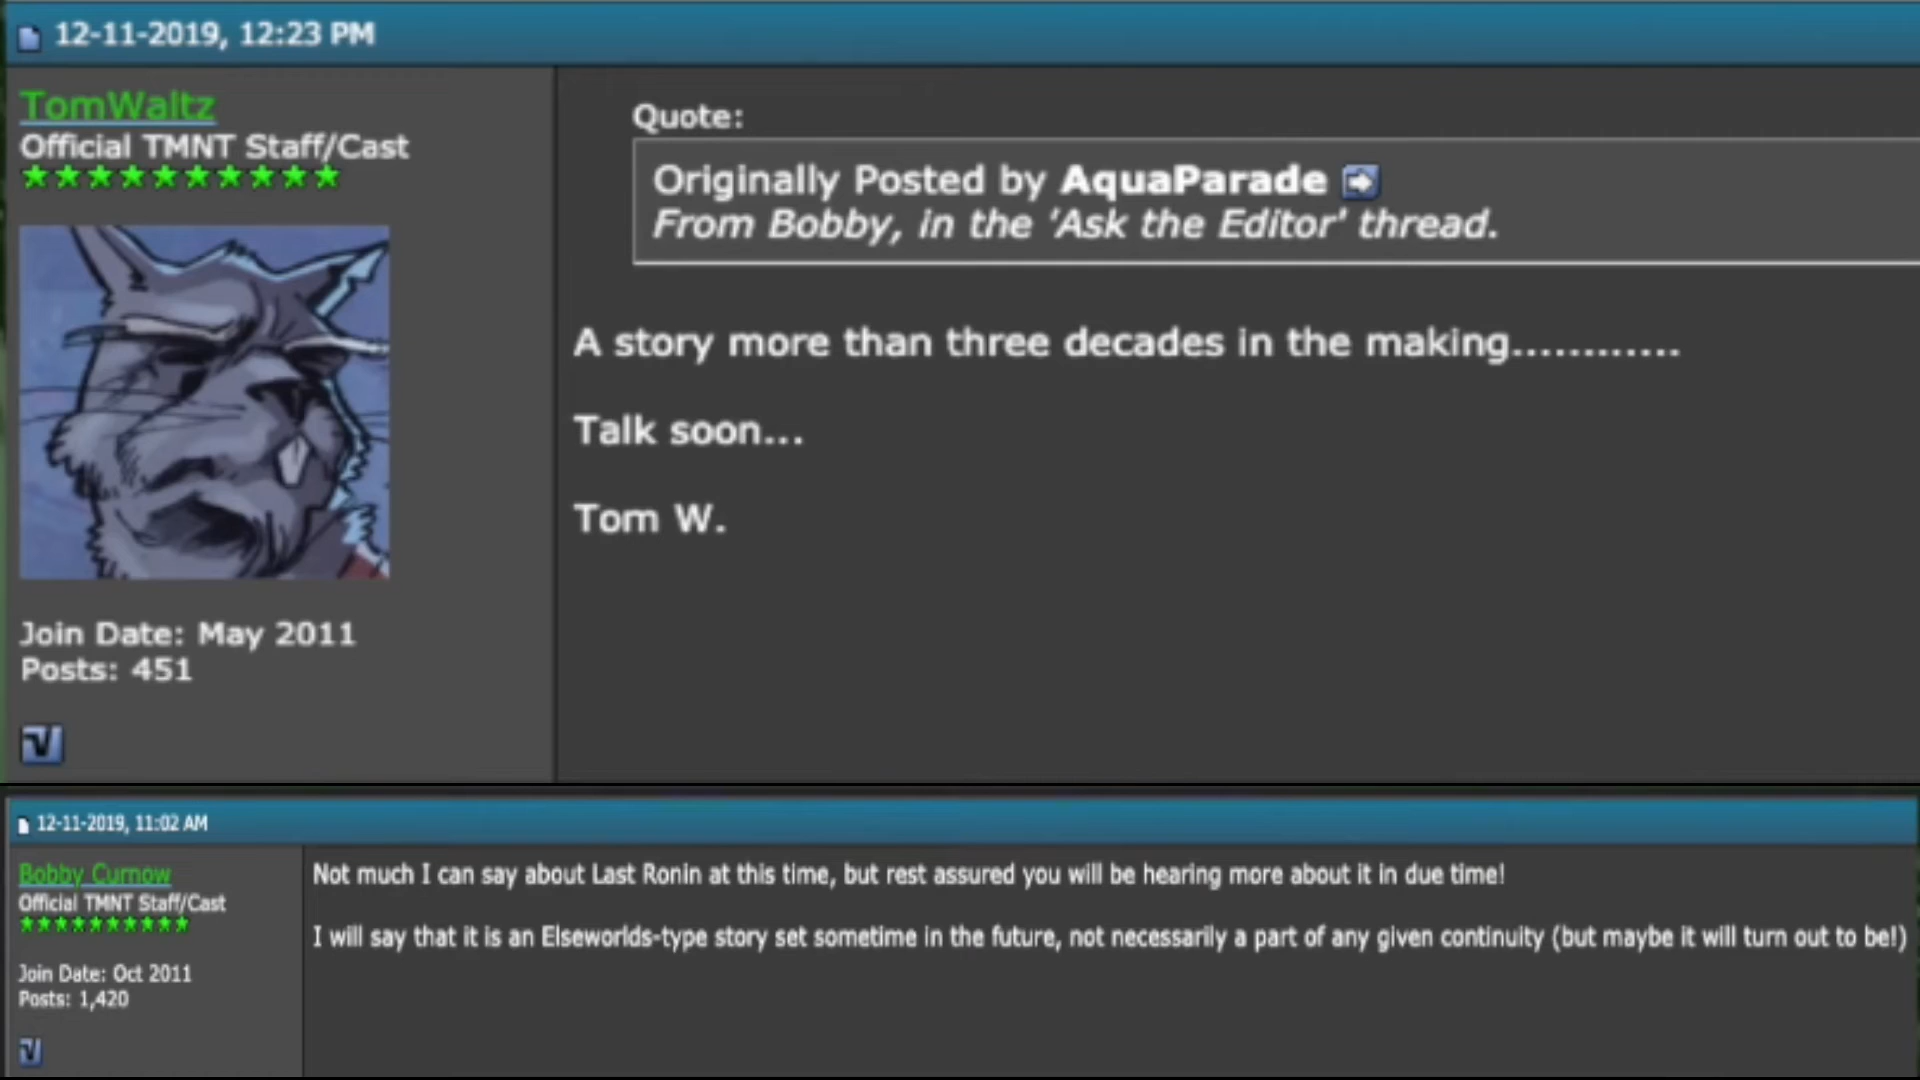 12-11-2019, 12:23 PM
TomWaltz
Official TMNT Staff/Cast
Quote:
Originally Posted by AquaParade
From Bobby, in the 'Ask the Editor' thread.
A story more than three decades in the making............
Talk soon...
Tom W.
Join Date: May 2011
Posts: 451
12-11-2019, 11:02 AM
Bobby Curnow
Official TMNT Staff/Cast
Join Date: Oct 2011
Posts: 1,420
Not much I can say about Last Ronin at this time, but rest assured you will be hearing more about it in due time!
I will say that it is an Elseworlds-type story set sometime in the future, not necessarily a part of any given continuity (but maybe it will turn out to be!)